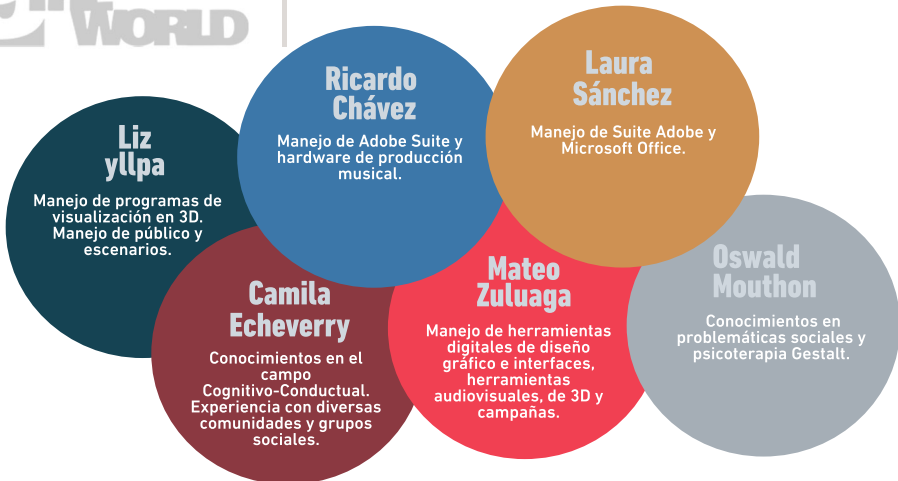 WORLD
Liz
yllpa
Manejo de programas de
visualización en 3D.
Manejo de público y
escenarios.
Ricardo
Chávez
Manejo de Adobe Suite y
hardware de producción
musical.
Laura
Sánchez
Manejo de Suite Adobe y
Microsoft Office.
Camila
Echeverry
Conocimientos en el
campo
Cognitivo-Conductual.
Experiencia con diversas
comunidades y grupos
sociales.
Mateo
Zuluaga
Manejo de herramientas
digitales de diseño
gráfico e interfaces,
herramientas
audiovisuales, de 3D y
campañas.
Oswald
Mouthon
Conocimientos en
problemáticas sociales y
psicoterapia Gestalt.